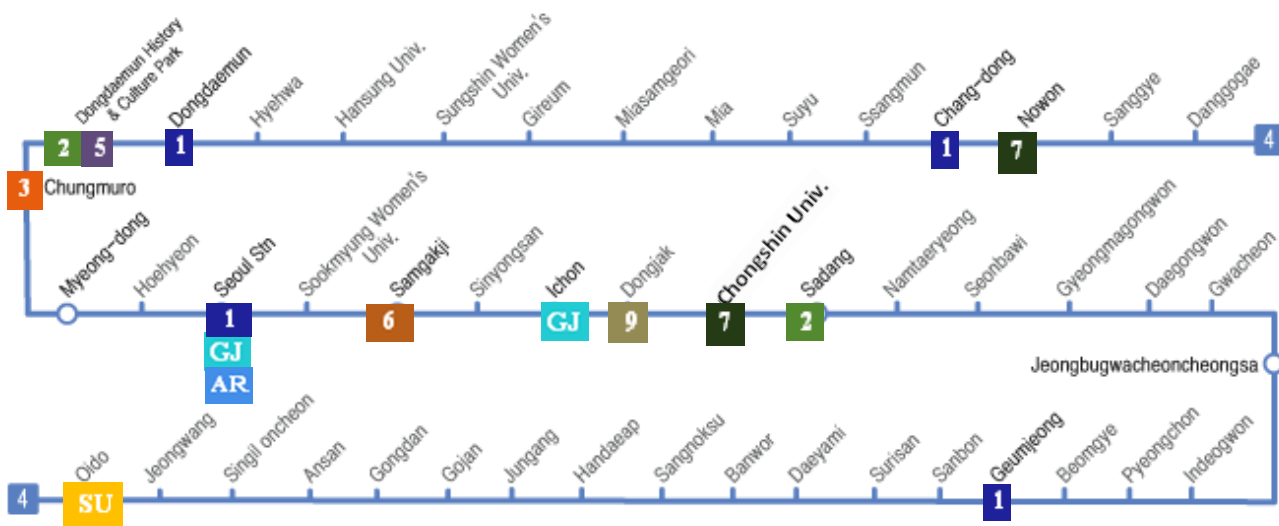 Dongdaemun History
& Culture Park
Dongdaemun
Hyehwa
Hansung Univ.
Sungshin Women's
Univ.
Gireum
Miasamgeori
Mia
Suyu
Ssangmun
Chang-dong
Nowon
Sanggye
Danggogae
2
5
1
1
7
4
3
Chungmuro
Myeong-dong
Hoehyeon
Seoul Stn
Sookmyung Women's
Univ.
Samgakji
Sinyongsan
Ichon
Dongjak
Chongshin Univ.
Sadang
Namtaeryeong
Seonbawi
Gyeongmagongwon
Daegongwon
Gwacheon
1
GJ
AR
6
GJ
9
7
2
Jeongbugwacheoncheongsa
Oido
Jeongwang
Singil oncheon
Ansan
Gongdan
Gojan
Jungang
Handaeap
Sangnoksu
Banwor
Daeyami
Surisan
Sanbon
Geumjeong
Beomgye
Pyeongchon
Indeogwon
4
SU
1